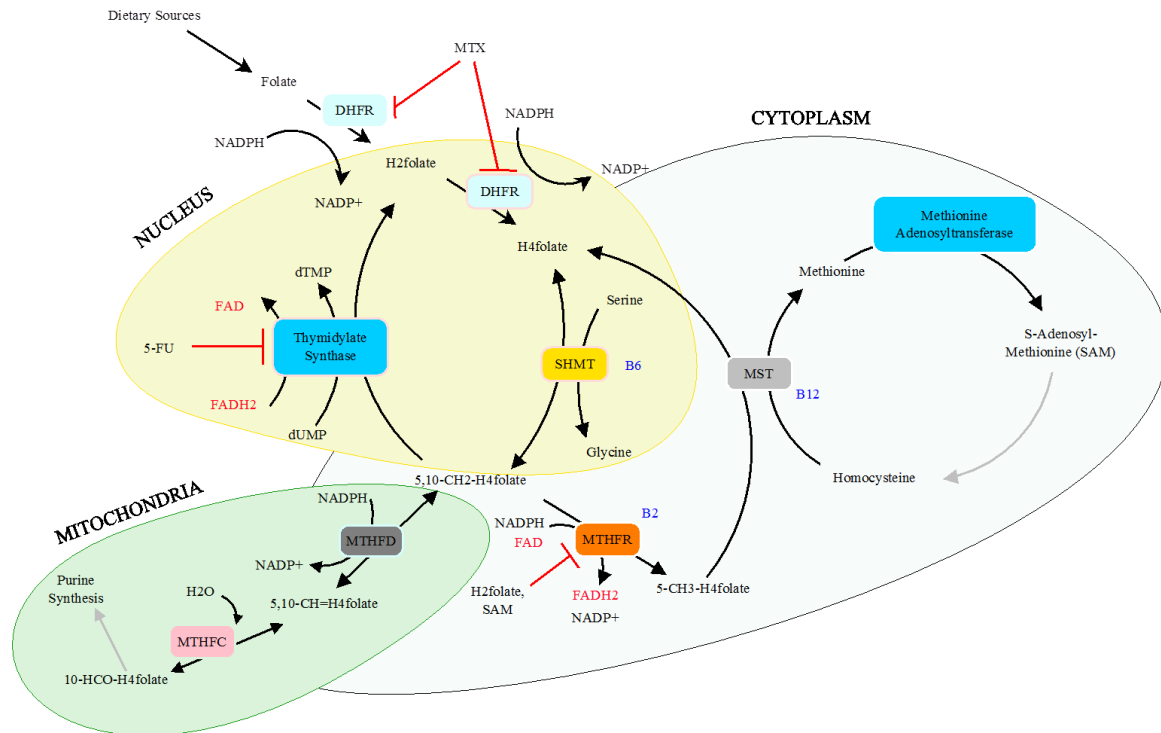 Dietary Sources
MTX
Folate
DHFR
NADPH
NADPH
CYTOPLASM
H2folate
NADP+
DHFR
NADP+
NUCLEUS
H4folate
Methionine
Adenosyltransferase
Methionine
dTMP
FAD
Serine
5-FU
Thymidylate
Synthase
SHMT
B6
MST
B12
S-Adenosyl-
Methionine (SAM)
FADH2
dUMP
Glycine
Homocysteine
5,10-CH2-H4folate
MITOCHONDRIA
NADPH
MTHFD
NADP+
NADPH
FAD
B2
MTHFR
H2folate,
SAM
FADH2
NADP+
5-CH3-H4folate
Purine
Synthesis
H2O
5,10-CH=H4folate
MTHFC
10-HCO-H4folate